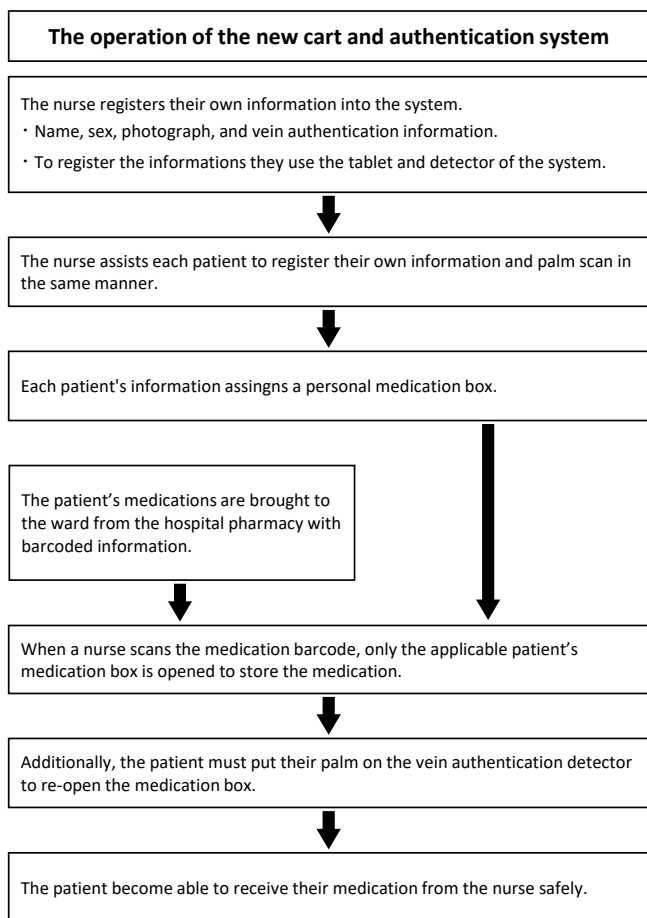 The operation of the new cart and authentication system
The nurse registers their own information into the system.
・Name, sex, photograph, and vein authentication information.
・To register the informations they use the tablet and detector of the system.
The nurse assists each patient to register their own information and palm scan in
the same manner.
Each patient's information assingns a personal medication box.
The patient’s medications are brought to
the ward from the hospital pharmacy with
barcoded information.
When a nurse scans the medication barcode, only the applicable patient’s
medication box is opened to store the medication.
Additionally, the patient must put their palm on the vein authentication detector
to re-open the medication box.
The patient become able to receive their medication from the nurse safely.